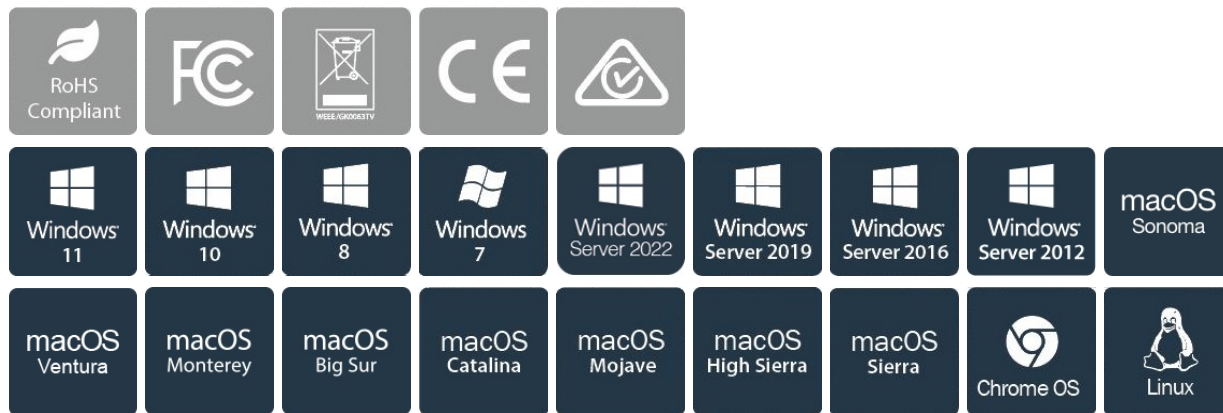 RoHS
Compliant
FC
WEEE/GK0063TV
CE
Windows
11
Windows
10
Windows
8
Windows
7
Windows
Server 2022
Windows
Server 2019
Windows
Server 2016
Windows
Server 2012
macOS
Sonoma
macOS
Ventura
macOS
Monterey
macOS
Big Sur
macOS
Catalina
macOS
Mojave
macOS
High Sierra
macOS
Sierra
Chrome OS
Linux